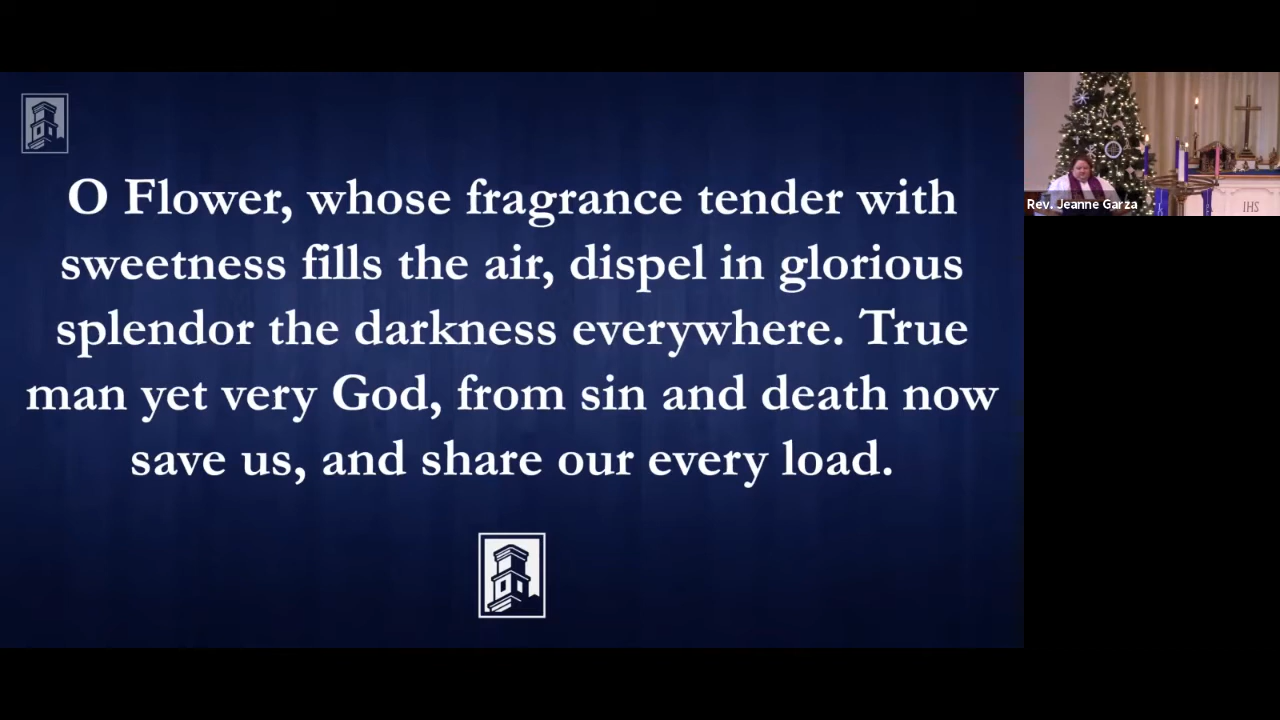 O Flower, whose fragrance tender with
sweetness fills the air, dispel in glorious
splendor the darkness everywhere. True
man yet very God, from sin and death now
save us, and share our every load.
Rev. Jeanne Garza
IHS